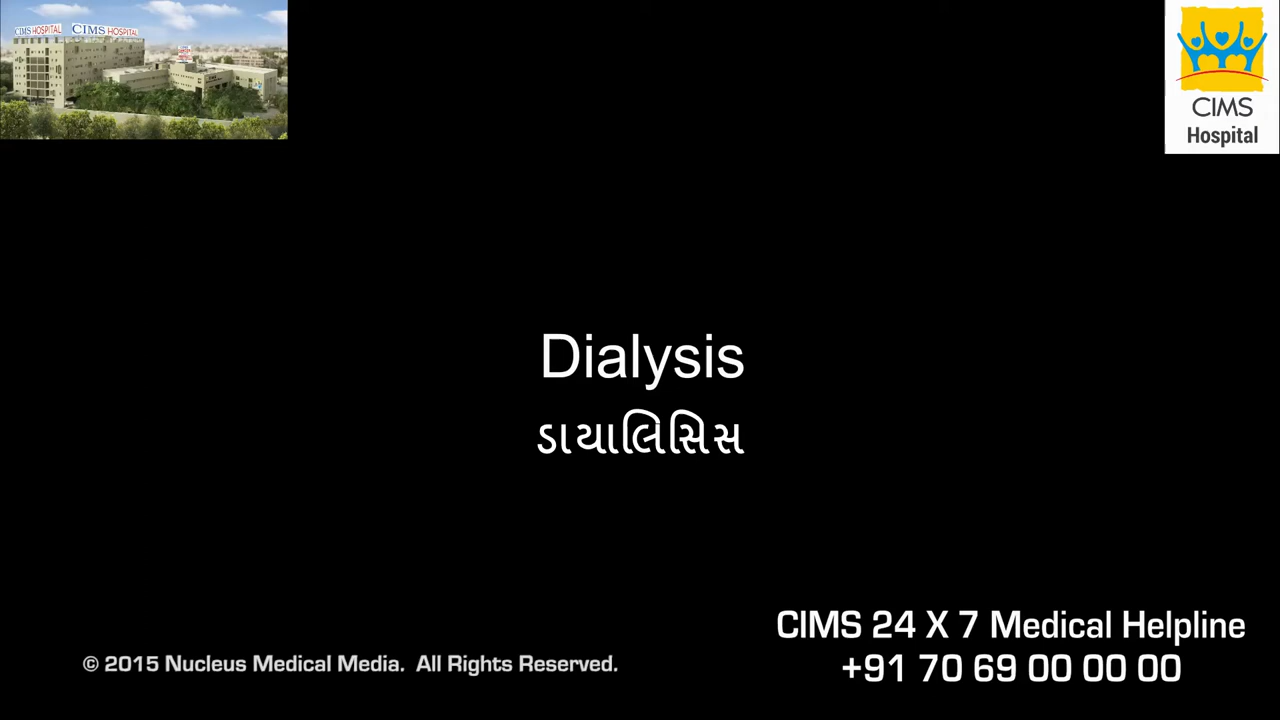 CIMS HOSPITAL CIMS HOSPITAL
CIMS
Hospital
Dialysis
ડાયાલિસિસ
CIMS 24 X 7 Medical Helpline
+91 70 69 00 00 00
© 2015 Nucleus Medical Media. All Rights Reserved.